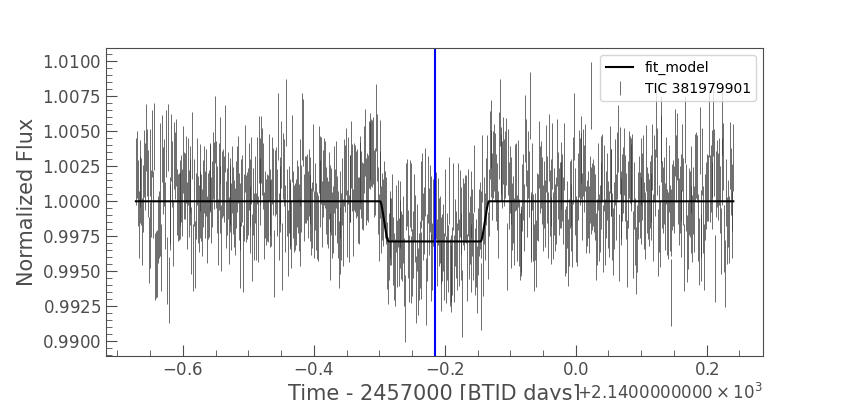 fit_model
TIC 381979901
Normalized Flux
1.0100
1.0075
1.0050
1.0025
1.0000
0.9975
0.9950
0.9925
0.9900
−0.6 −0.4 −0.2 0.0 0.2
Time - 2457000 [BTJD days]
+2.1400000000 × 10³